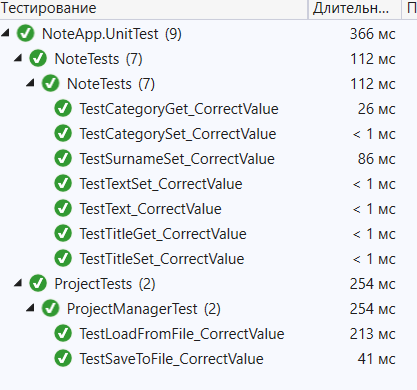 Тестирование Длительн... П
NoteApp.UnitTest (9) 366 мс
NoteTests (7) 112 мс
NoteTests (7) 112 мс
TestCategoryGet_CorrectValue 26 мс
TestCategorySet_CorrectValue < 1 мс
TestSurnameSet_CorrectValue 86 мс
TestTextSet_CorrectValue < 1 мс
TestText_CorrectValue < 1 мс
TestTitleGet_CorrectValue < 1 мс
TestTitleSet_CorrectValue < 1 мс
ProjectTests (2) 254 мс
ProjectManagerTest (2) 254 мс
TestLoadFromFile_CorrectValue 213 мс
TestSaveToFile_CorrectValue 41 мс